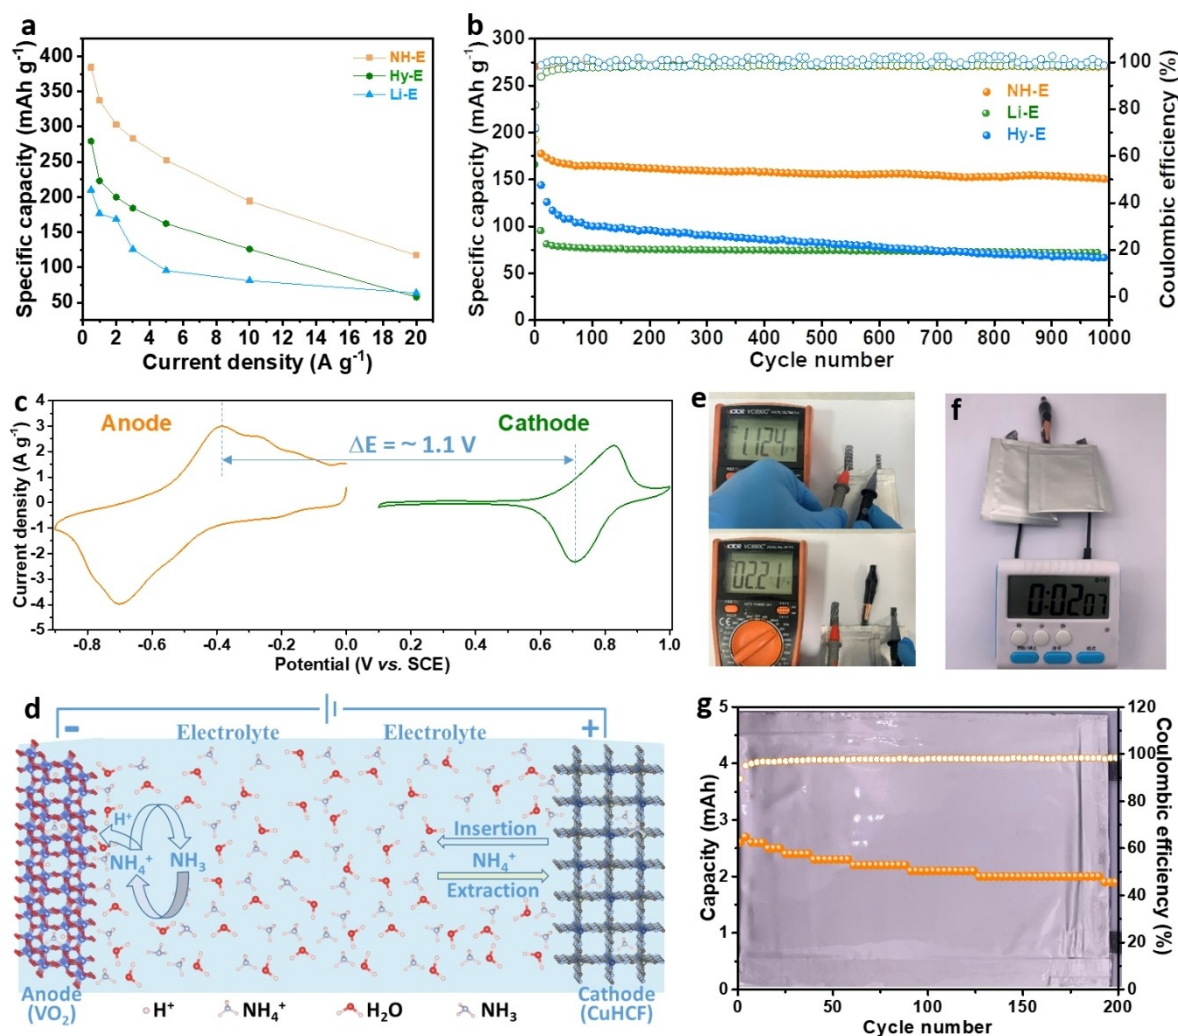 a
400
350
300
250
200
150
100
50
Specific capacity (mAh g-1)
0 2 4 6 8 10 12 14 16 18 20
Current density (A g-1)
NH-E
Hy-E
Li-E
b
300
250
200
150
100
50
0
Specific capacity (mAh g-1)
0 100 200 300 400 500 600 700 800 900 1000
Cycle number
100
80
60
40
20
0
Coulombic efficiency (%)
NH-E
Li-E
Hy-E
c
Anode
Cathode
ΔE = ~ 1.1 V
4
3
2
1
0
-1
-2
-3
-4
-5
Current density (A g-1)
-0.8 -0.6 -0.4 -0.2 0.0 0.2 0.4 0.6 0.8 1.0
Potential (V vs. SCE)
e
VC890C+
1.124
VICTOR VC890C+
02.21
f
0:02 07
d
- +
Electrolyte Electrolyte
H+
NH4+
NH3
Insertion
NH4+
Extraction
Anode
(VO2)
Cathode
(CuHCF)
H+ NH4+ H2O NH3
g
5
4
3
2
1
0
Capacity (mAh)
0 50 100 150 200
Cycle number
120
100
80
60
40
20
0
Coulombic efficiency (%)